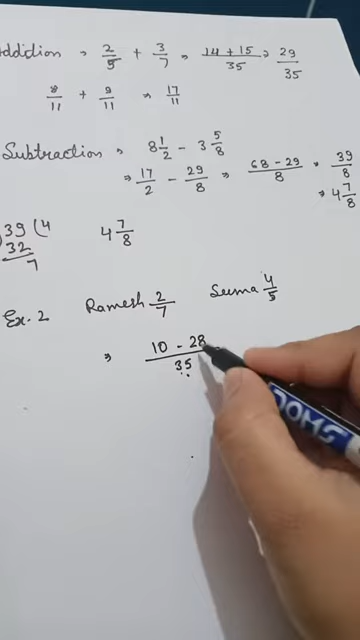 Addition ⇒ 2/5 + 3/7 ⇒ 14 + 15/35 ⇒ 29/35
8/11 + 9/11 ⇒ 17/11
Subtraction ⇒ 8 1/2 - 3 5/8
⇒ 17/2 - 29/8 ⇒ 68 - 29/8 ⇒ 39/8
⇒ 4 7/8
39 (4 4 7/8
32
7
Ex. 2 Ramesh 2/7 Seema 4/5
⇒ 10 - 28/35
DOMS